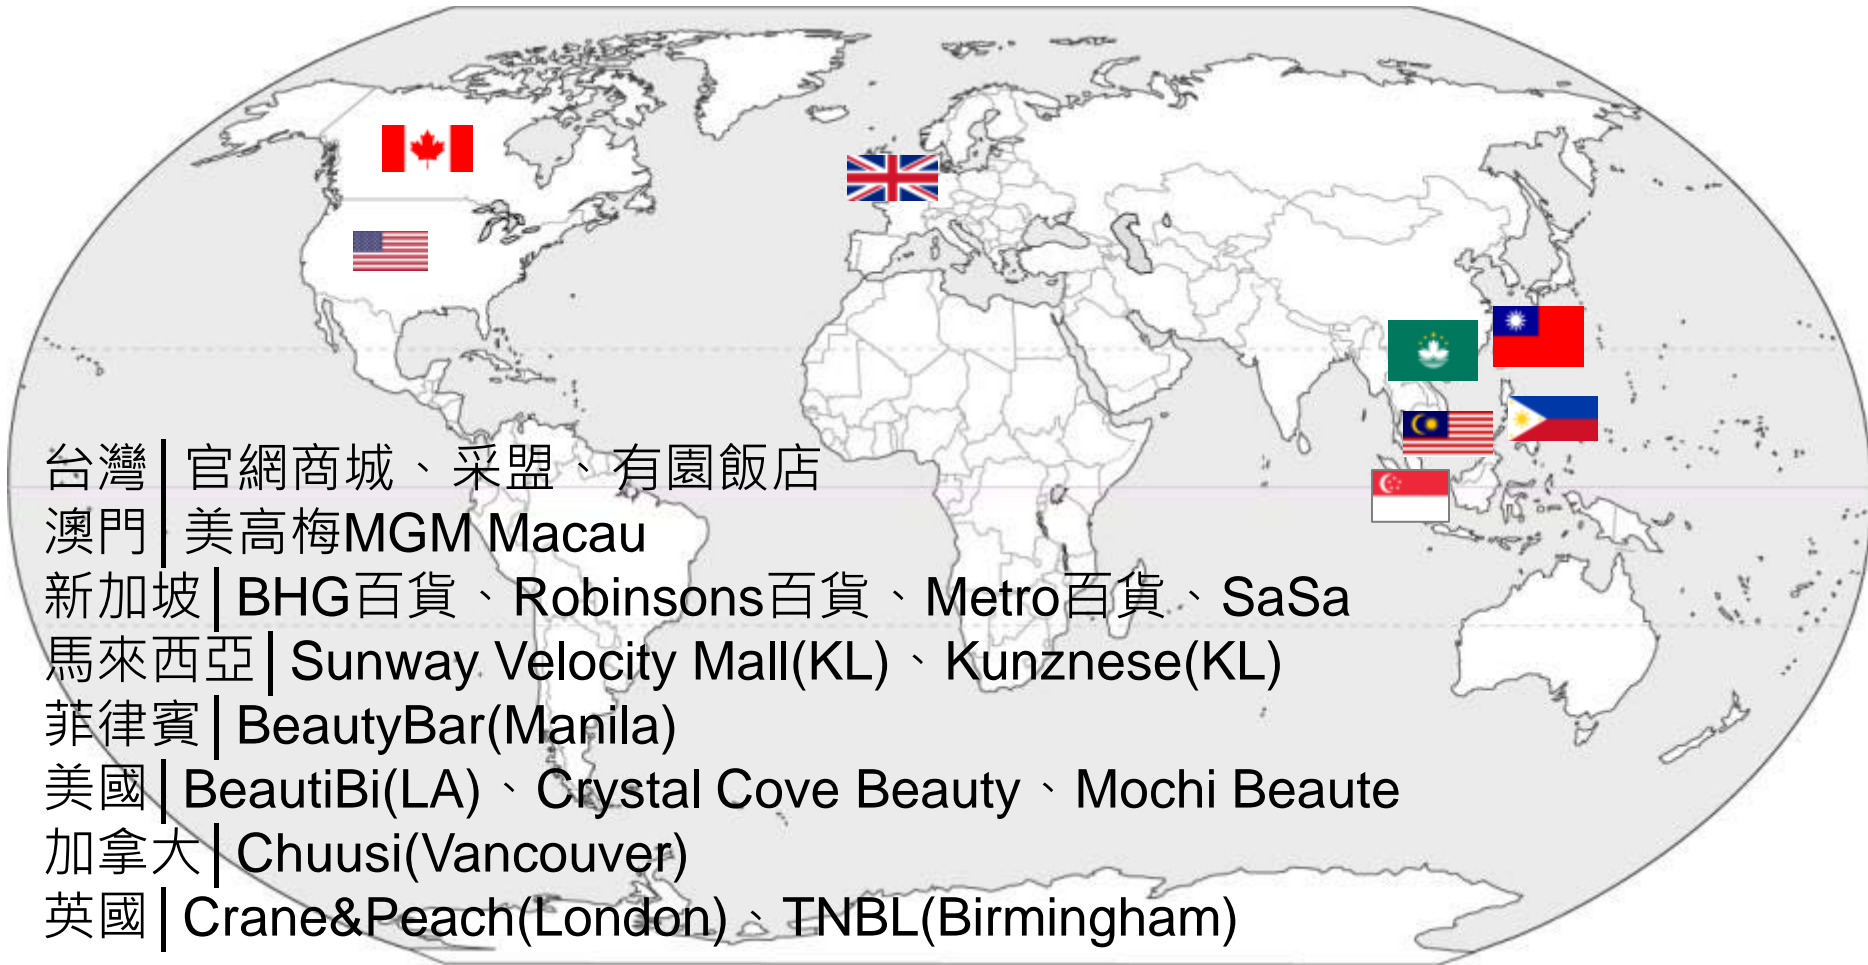 台灣|官網商城、采盟、有園飯店
澳門|美高梅MGM Macau
新加坡|BHG百貨、Robinsons百貨、Metro百貨、SaSa
馬來西亞|Sunway Velocity Mall(KL)、Kunznese(KL)
菲律賓|BeautyBar(Manila)
美國|BeautiBi(LA)、Crystal Cove Beauty、Mochi Beaute
加拿大|Chuusi(Vancouver)
英國|Crane&Peach(London)、TNBL(Birmingham)